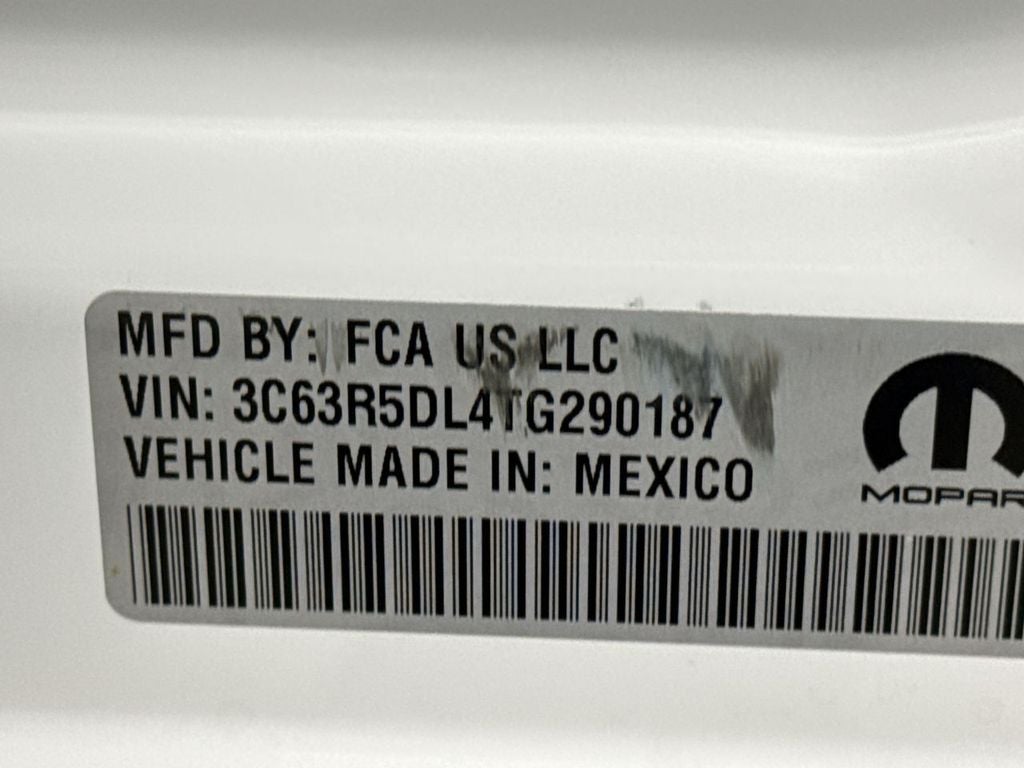 MFD BY: FCA US LLC
VIN: 3C63R5DL4TG290187
VEHICLE MADE IN: MEXICO
MOPAR